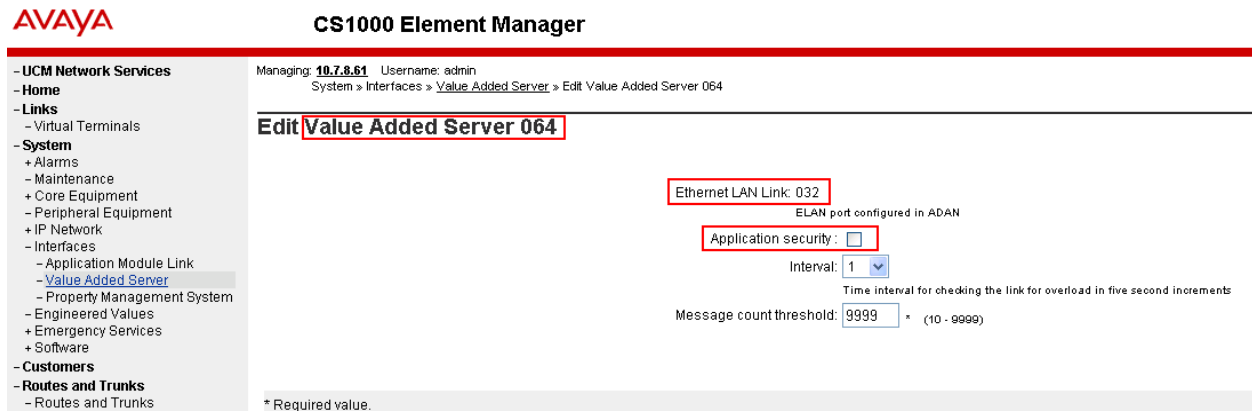 AVAYA
CS1000 Element Manager
- UCM Network Services
- Home
- Links
- Virtual Terminals
- System
+ Alarms
- Maintenance
+ Core Equipment
- Peripheral Equipment
+ IP Network
- Interfaces
- Application Module Link
- Value Added Server
- Property Management System
- Engineered Values
+ Emergency Services
+ Software
- Customers
- Routes and Trunks
- Routes and Trunks
Managing: 10.7.8.61 Username: admin
System » Interfaces » Value Added Server » Edit Value Added Server 064
Edit Value Added Server 064
Ethernet LAN Link: 032
ELAN port configured in ADAN
Application security :
Interval: 1
Time interval for checking the link for overload in five second increments
Message count threshold: 9999 * (10 - 9999)
* Required value.